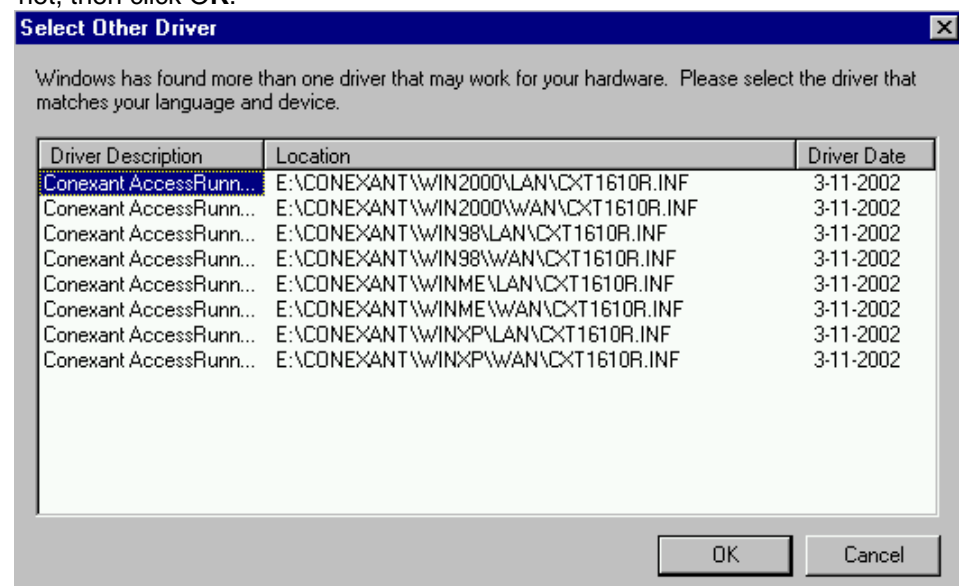 not, then click OK.
Select Other Driver
Windows has found more than one driver that may work for your hardware. Please select the driver that
matches your language and device.
Driver Description Location Driver Date
Conexant AccessRunn... E:\CONEXANT\WIN2000\LAN\CXT1610R.INF 3-11-2002
Conexant AccessRunn... E:\CONEXANT\WIN2000\WAN\CXT1610R.INF 3-11-2002
Conexant AccessRunn... E:\CONEXANT\WIN98\LAN\CXT1610R.INF 3-11-2002
Conexant AccessRunn... E:\CONEXANT\WIN98\WAN\CXT1610R.INF 3-11-2002
Conexant AccessRunn... E:\CONEXANT\WINME\LAN\CXT1610R.INF 3-11-2002
Conexant AccessRunn... E:\CONEXANT\WINME\WAN\CXT1610R.INF 3-11-2002
Conexant AccessRunn... E:\CONEXANT\WINXP\LAN\CXT1610R.INF 3-11-2002
Conexant AccessRunn... E:\CONEXANT\WINXP\WAN\CXT1610R.INF 3-11-2002
OK Cancel